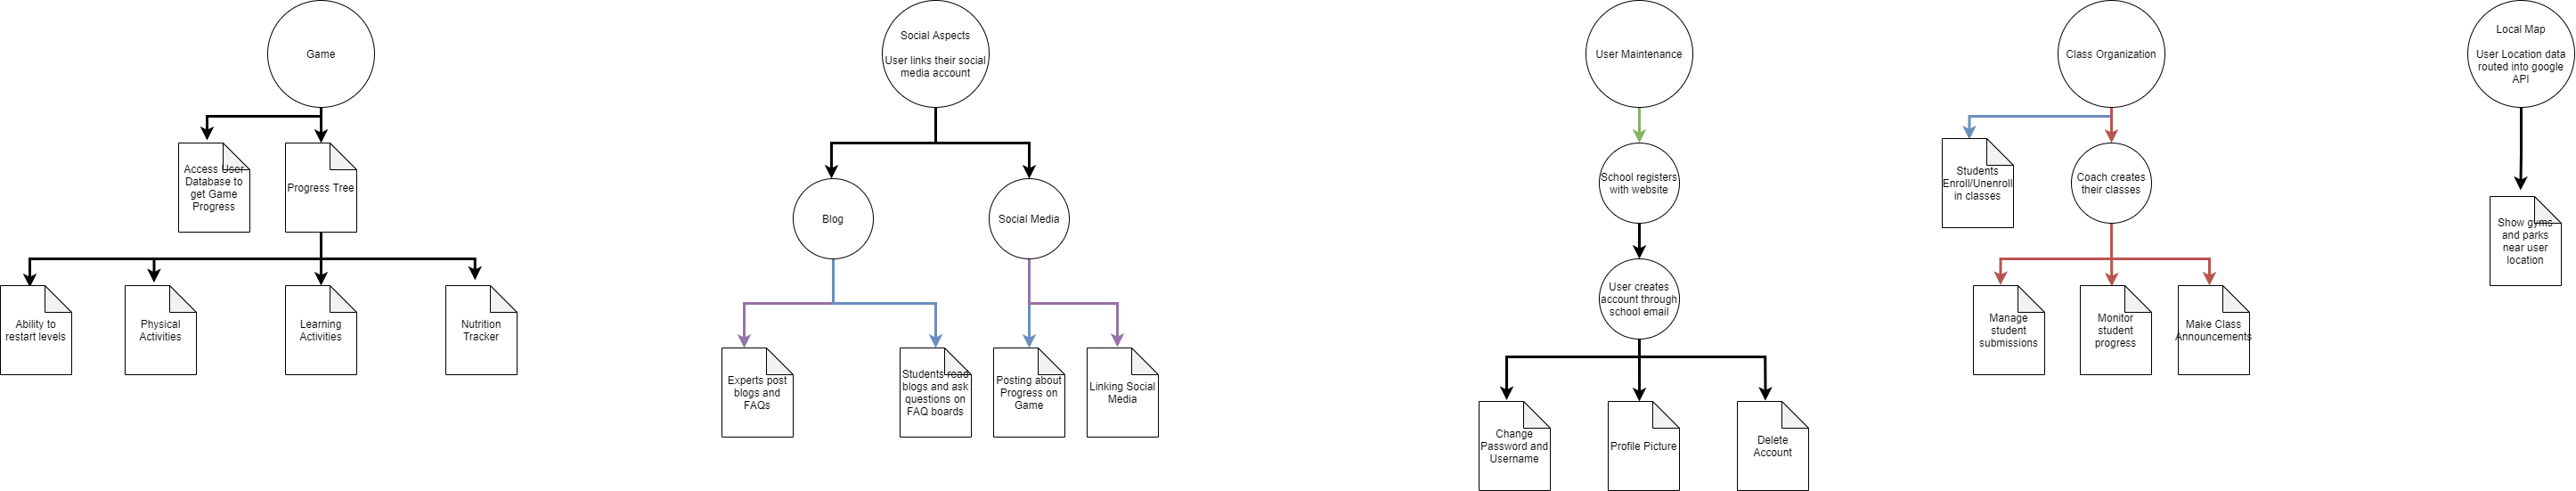 Game
Access User
Database to
get Game
Progress
Progress Tree
Ability to
restart levels
Physical
Activities
Learning
Activities
Nutrition
Tracker
Social Aspects
User links their social
media account
Blog
Social Media
Experts post
blogs and
FAQs
Students read
blogs and ask
questions on
FAQ boards
Posting about
Progress on
Game
Linking Social
Media
User Maintenance
School registers
with website
User creates
account through
school email
Change
Password and
Username
Profile Picture
Delete
Account
Class Organization
Students
Enroll/Unenroll
in classes
Coach creates
their classes
Manage
student
submissions
Monitor
student
progress
Make Class
Announcements
Local Map
User Location data
routed into google
API
Show gyms
and parks
near user
location